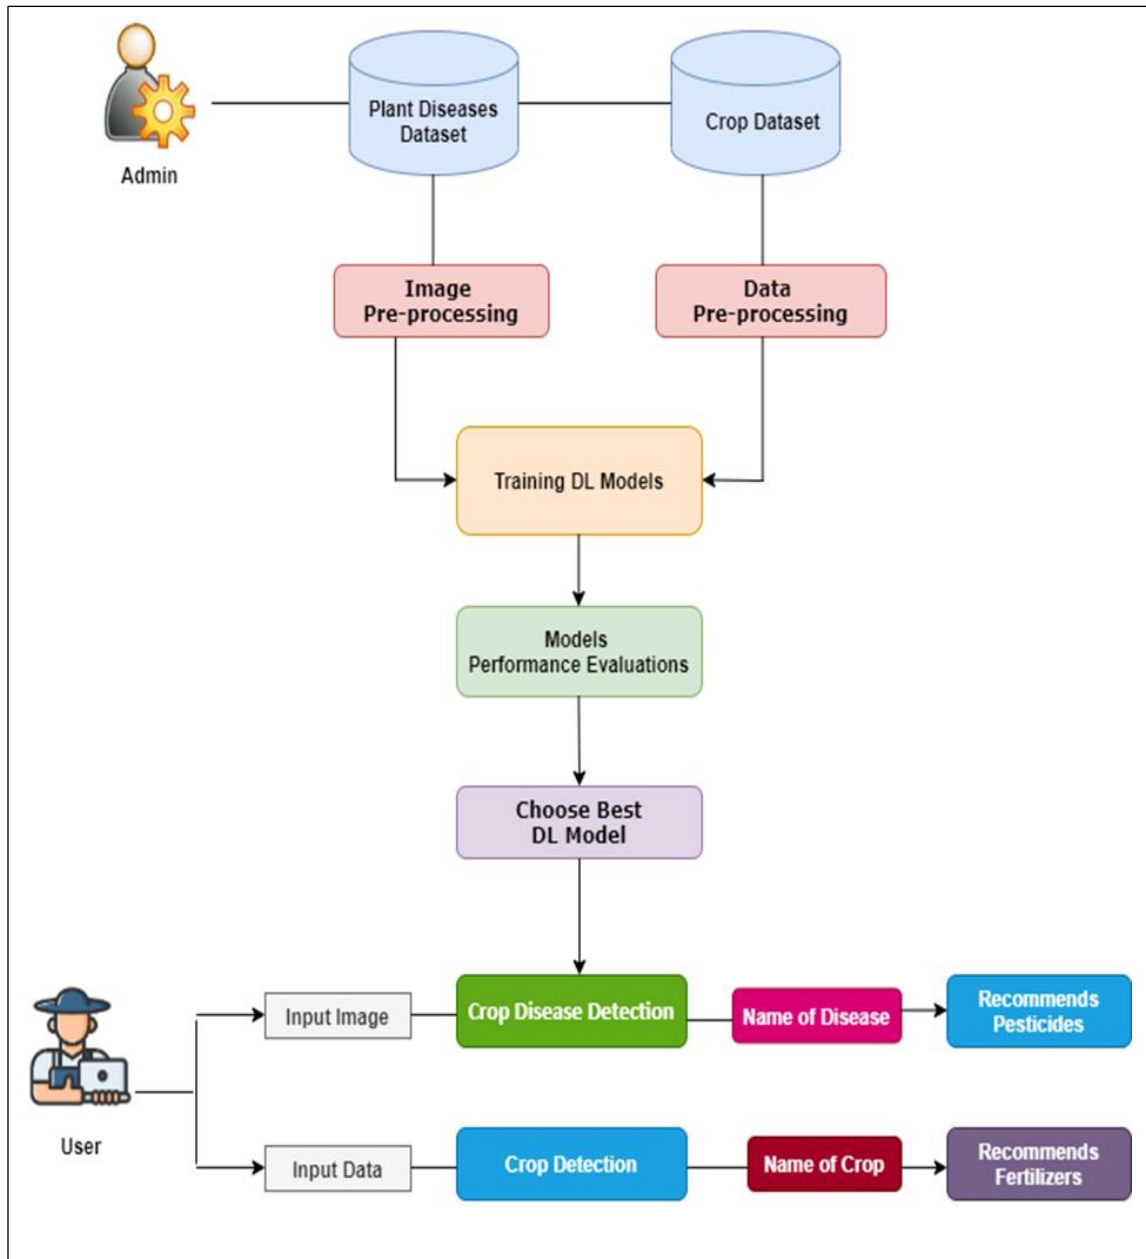 Plant Diseases
Dataset
Crop Dataset
Admin
Image
Pre-processing
Data
Pre-processing
Training DL Models
Models
Performance Evaluations
Choose Best
DL Model
Input Image
Crop Disease Detection
Name of Disease
Recommends
Pesticides
User
Input Data
Crop Detection
Name of Crop
Recommends
Fertilizers